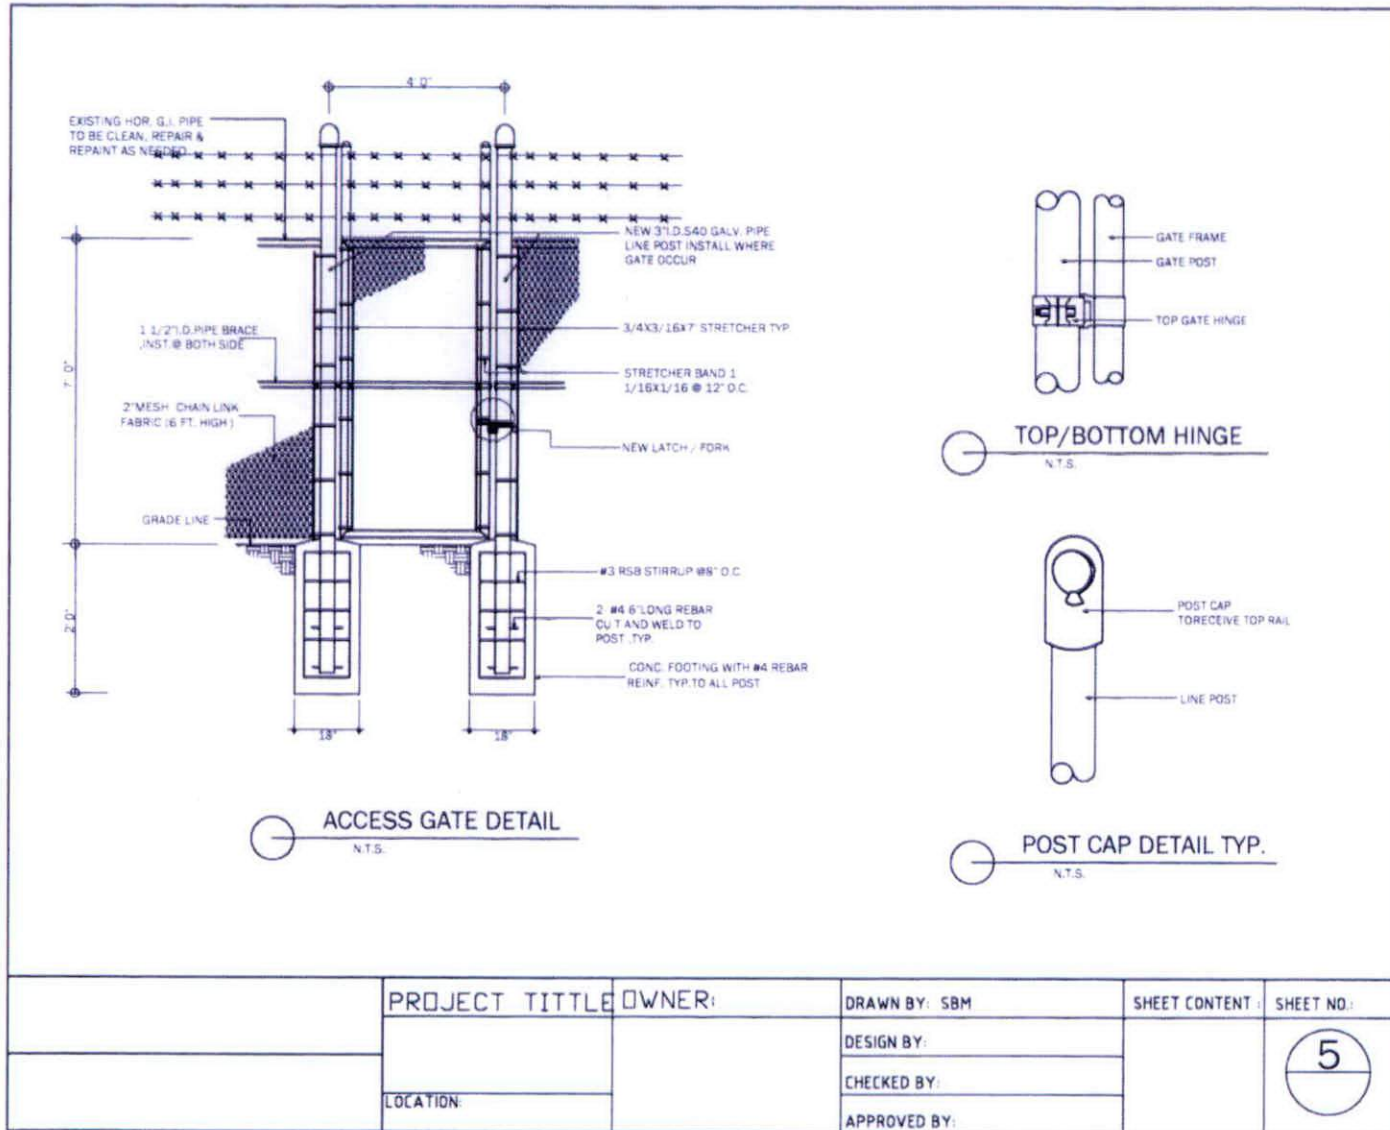 4'0"
EXISTING HOR. G.I. PIPE
TO BE CLEAN, REPAIR &
REPAINT AS NEEDED
NEW 3"I.D.S40 GALV. PIPE
LINE POST INSTALL WHERE
GATE OCCUR
1 1/2"I.D.PIPE BRACE
,INST.@ BOTH SIDE
3/4X3/16X7' STRETCHER TYP
7'0"
STRETCHER BAND 1
1/16X1/16 @ 12" O.C.
2"MESH CHAIN LINK
FABRIC (6 FT. HIGH)
NEW LATCH / FORK
GRADE LINE
#3 RSB STIRRUP @8" O.C
2'0"
2- #4 6"LONG REBAR
CUT AND WELD TO
POST ,TYP.
CONC. FOOTING WITH #4 REBAR
REINF. TYP.TO ALL POST
18"
18"
ACCESS GATE DETAIL
N.T.S.
GATE FRAME
GATE POST
TOP GATE HINGE
TOP/BOTTOM HINGE
N.T.S.
POST CAP
TORECEIVE TOP RAIL
LINE POST
POST CAP DETAIL TYP.
N.T.S.
PROJECT TITTLE
LOCATION:
OWNER:
DRAWN BY: SBM
DESIGN BY:
CHECKED BY:
APPROVED BY:
SHEET CONTENT :
SHEET NO.:
5